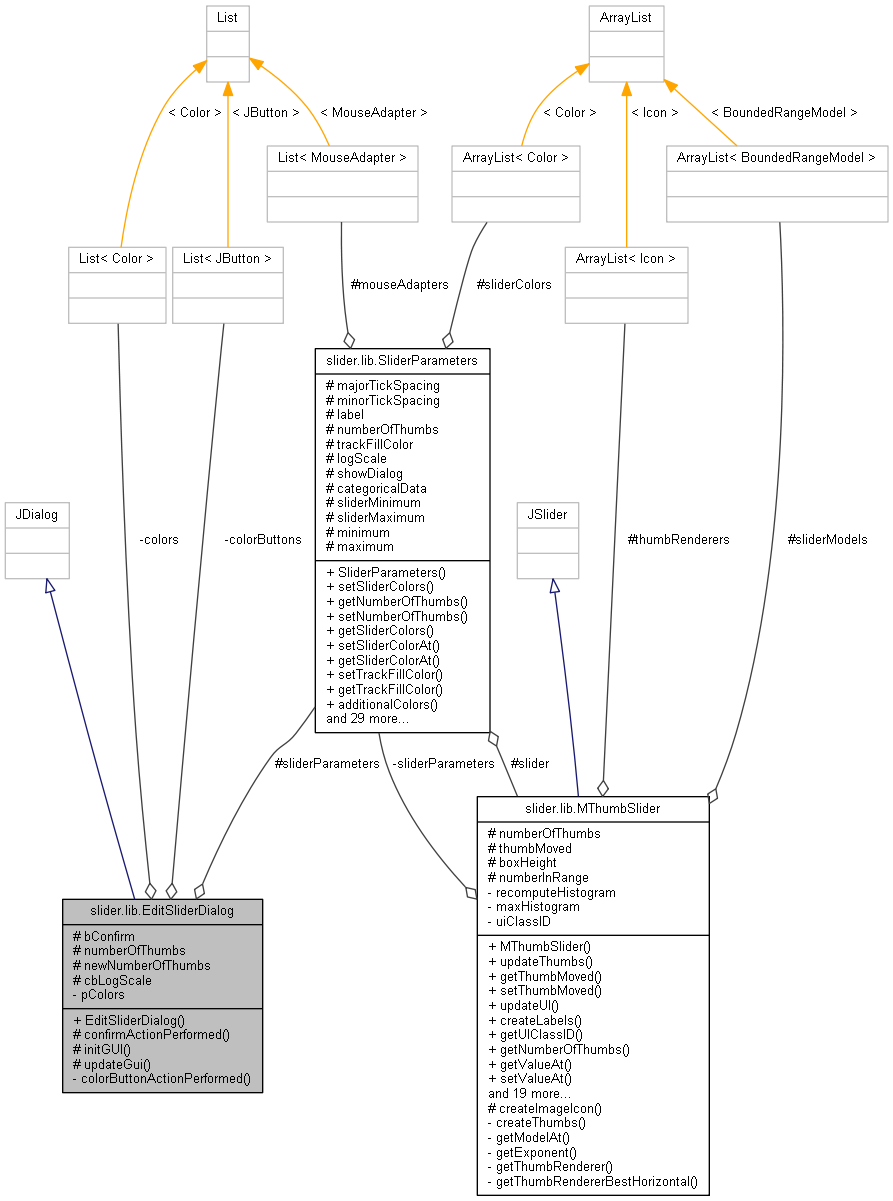 List
ArrayList
< Color >
< JButton >
< MouseAdapter >
< Color >
< Icon >
< BoundedRangeModel >
List< MouseAdapter >
ArrayList< Color >
ArrayList< BoundedRangeModel >
List< Color >
List< JButton >
ArrayList< Icon >
#mouseAdapters
#sliderColors
slider.lib.SliderParameters
# majorTickSpacing
# minorTickSpacing
# label
# numberOfThumbs
# trackFillColor
# logScale
# showDialog
# categoricalData
# sliderMinimum
# sliderMaximum
# minimum
# maximum
+ SliderParameters()
+ setSliderColors()
+ getNumberOfThumbs()
+ setNumberOfThumbs()
+ getSliderColors()
+ setSliderColorAt()
+ getSliderColorAt()
+ setTrackFillColor()
+ getTrackFillColor()
+ additionalColors()
and 29 more...
JDialog
JSlider
-colors
-colorButtons
#thumbRenderers
#sliderModels
#sliderParameters
-sliderParameters
#slider
slider.lib.MThumbSlider
# numberOfThumbs
# thumbMoved
# boxHeight
# numberInRange
- recomputeHistogram
- maxHistogram
- uiClassID
+ MThumbSlider()
+ updateThumbs()
+ getThumbMoved()
+ setThumbMoved()
+ updateUI()
+ createLabels()
+ getUIClassID()
+ getNumberOfThumbs()
+ getValueAt()
+ setValueAt()
and 19 more...
# createImageIcon()
- createThumbs()
- getModelAt()
- getExponent()
- getThumbRenderer()
- getThumbRendererBestHorizontal()
slider.lib.EditSliderDialog
# bConfirm
# numberOfThumbs
# newNumberOfThumbs
# cbLogScale
- pColors
+ EditSliderDialog()
# confirmActionPerformed()
# initGUI()
# updateGui()
- colorButtonActionPerformed()